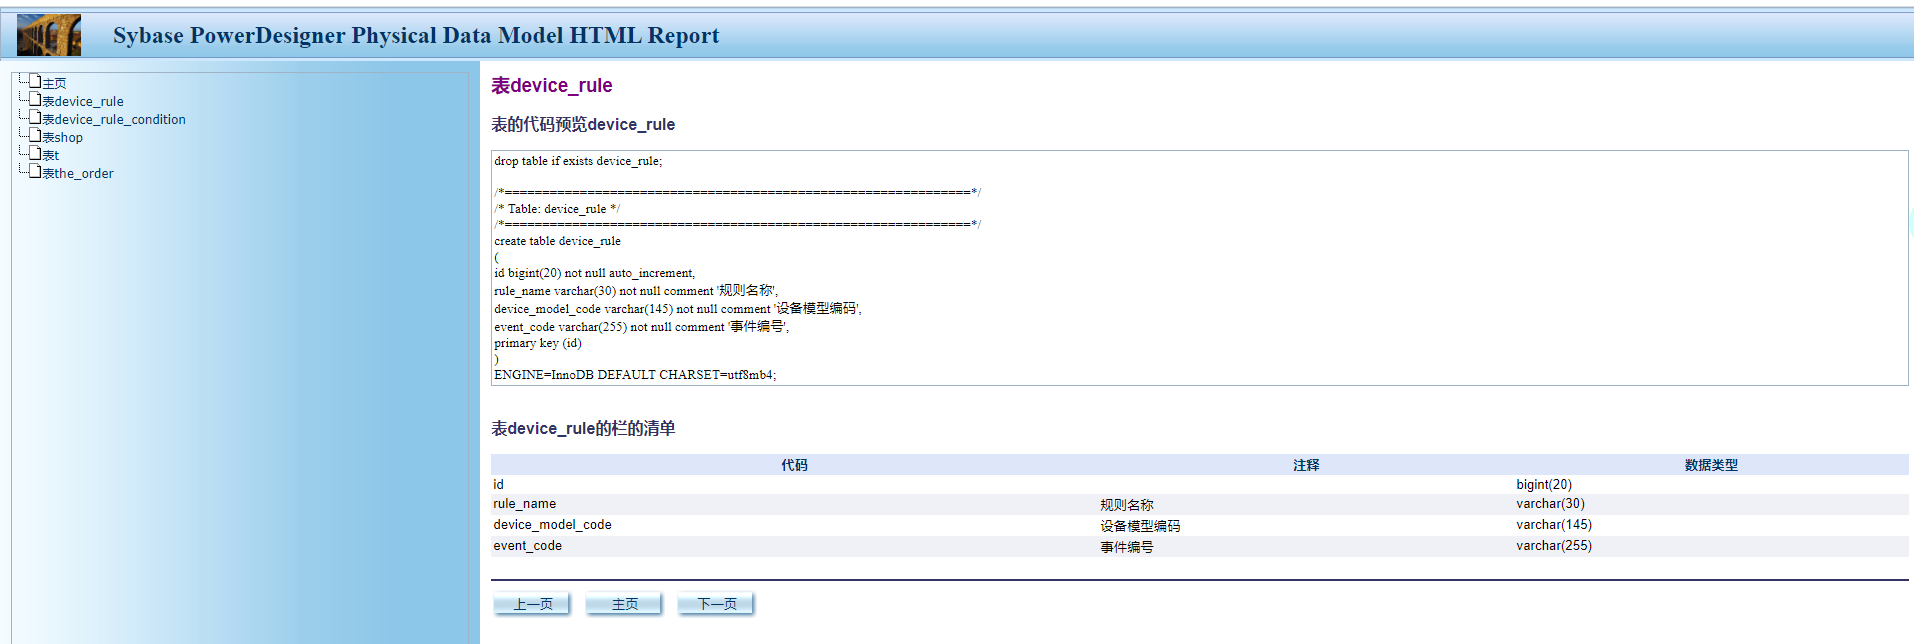 Sybase PowerDesigner Physical Data Model HTML Report
主页
表device_rule
表device_rule_condition
表shop
表t
表the_order
表device_rule
表的代码预览device_rule
drop table if exists device_rule;
/*==============================================================*/
/* Table: device_rule */
/*==============================================================*/
create table device_rule
(
id bigint(20) not null auto_increment,
rule_name varchar(30) not null comment '规则名称',
device_model_code varchar(145) not null comment '设备模型编码',
event_code varchar(255) not null comment '事件编号',
primary key (id)
)
ENGINE=InnoDB DEFAULT CHARSET=utf8mb4;
表device_rule的栏的清单
代码 注释 数据类型
id bigint(20)
rule_name 规则名称 varchar(30)
device_model_code 设备模型编码 varchar(145)
event_code 事件编号 varchar(255)
上一页 主页 下一页